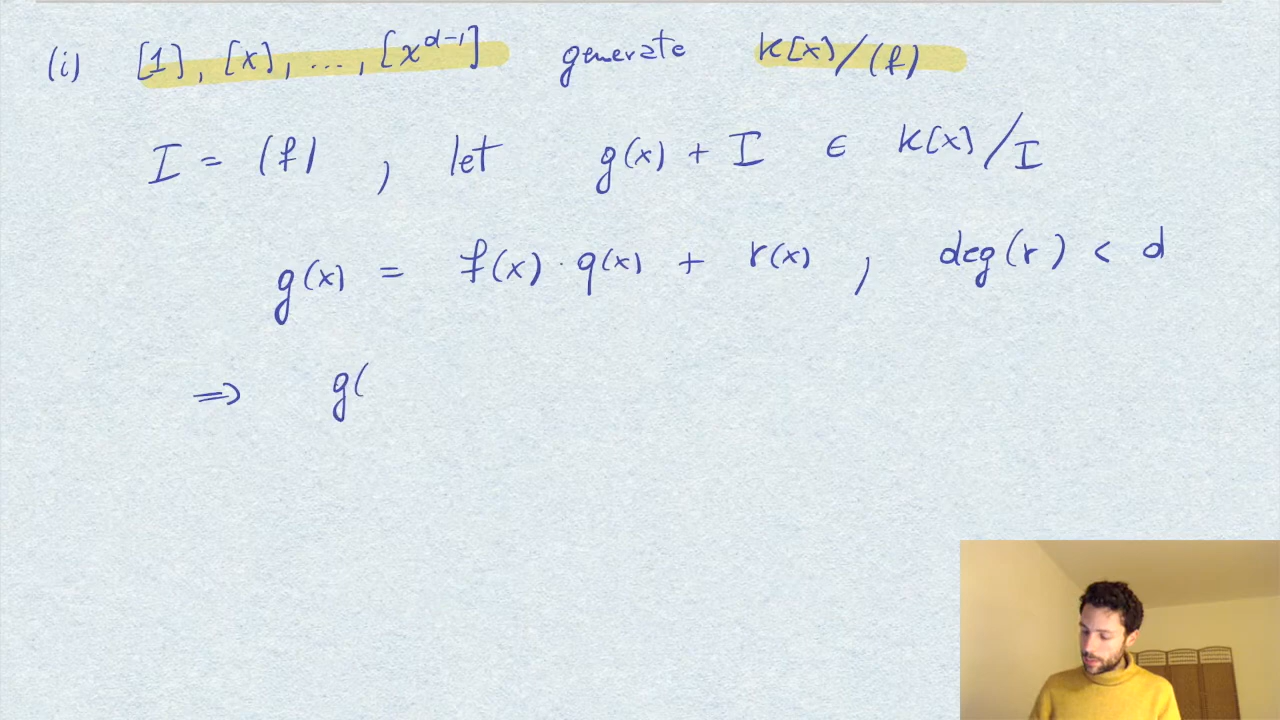 (i) [1], [x], ..., [x^{d-1}] generate k[x]/(f)
I = (f) , let g(x) + I ∈ k[x]/I
g(x) = f(x) · q(x) + r(x) , deg(r) < d
⇒ g(